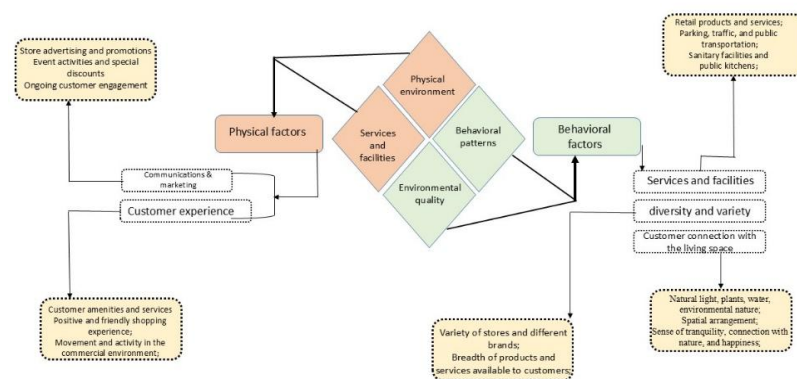 Store advertising and promotions
Event activities and special
discounts
Ongoing customer engagement
Retail products and services;
Parking, traffic, and public
transportation;
Sanitary facilities and
public kitchens;
Physical
environment
Physical factors
Services
and
facilities
Behavioral
patterns
Behavioral
factors
Environmental
quality
Communications &
marketing
Customer experience
Services and facilities
diversity and variety
Customer connection with
the living space
Customer amenities and services
Positive and friendly shopping
experience;
Movement and activity in the
commercial environment;
Variety of stores and different
brands;
Breadth of products and
services available to customers;
Natural light, plants, water,
environmental nature;
Spatial arrangement;
Sense of tranquility, connection with
nature, and happiness;